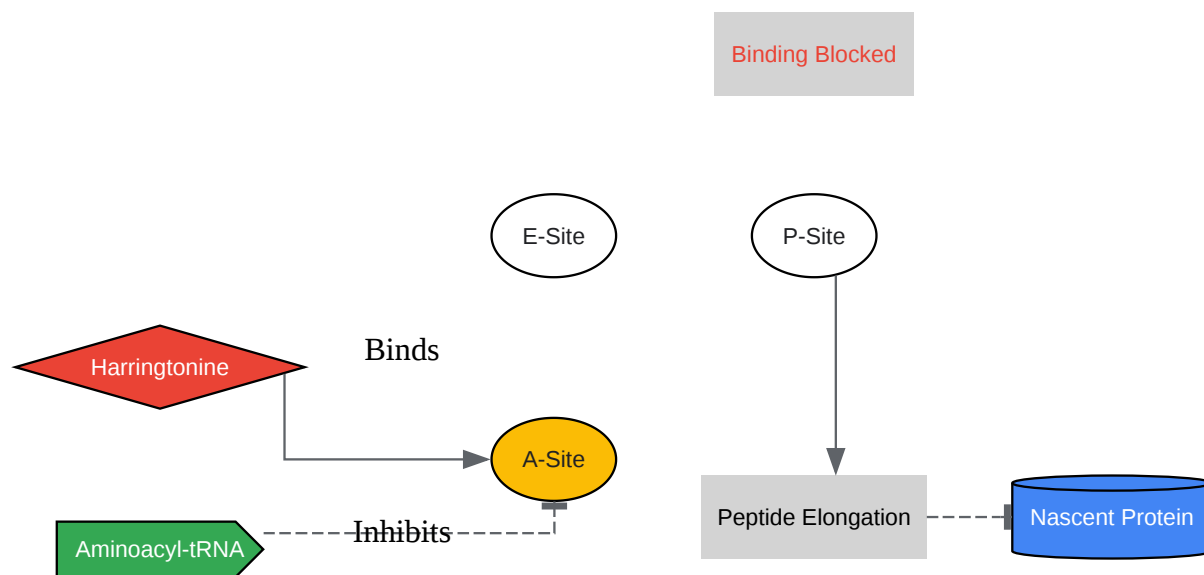 Binding Blocked
E-Site
P-Site
Binds
Harringtonine
A-Site
Peptide Elongation
Nascent Protein
Inhibits
Aminoacyl-tRNA